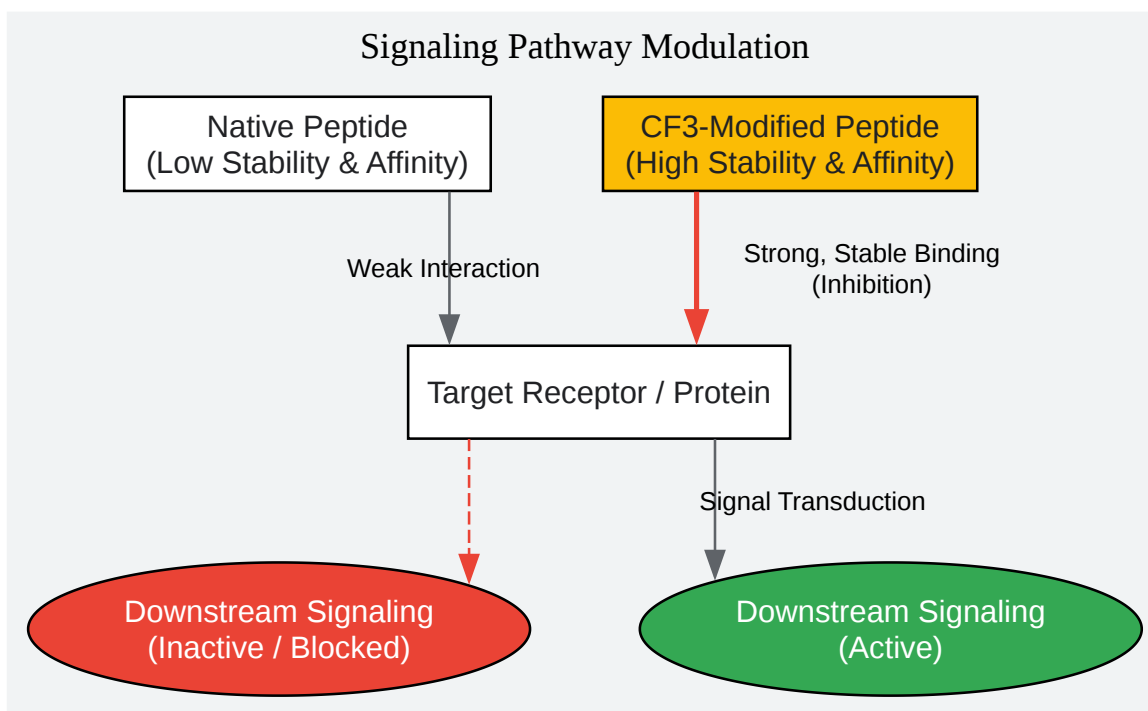 Signaling Pathway Modulation
Native Peptide
(Low Stability & Affinity)
CF3-Modified Peptide
(High Stability & Affinity)
Weak Interaction
Strong, Stable Binding
(Inhibition)
Target Receptor / Protein
Signal Transduction
Downstream Signaling
(Inactive / Blocked)
Downstream Signaling
(Active)